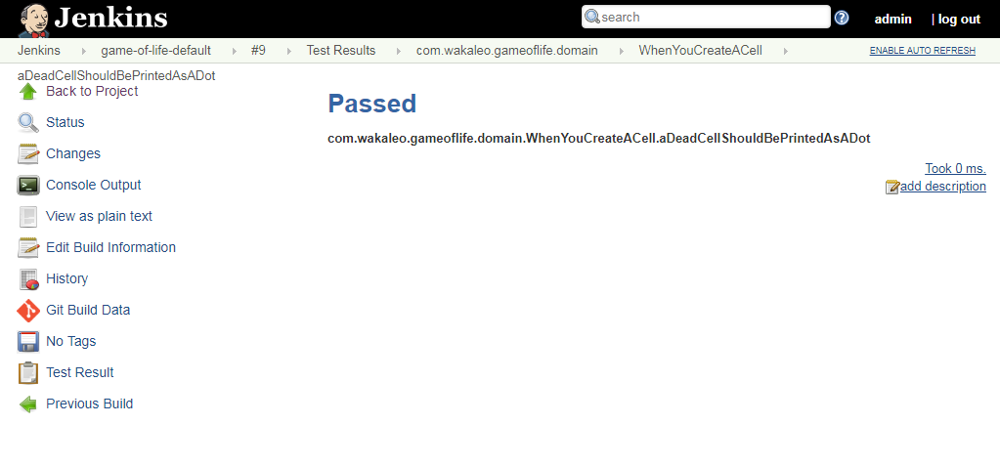 Jenkins
search
admin
| log out
Jenkins game-of-life-default #9 Test Results com.wakaleo.gameoflife.domain WhenYouCreateACell
ENABLE AUTO REFRESH
aDeadCellShouldBePrintedAsADot
Back to Project
Status
Changes
Console Output
View as plain text
Edit Build Information
History
Git Build Data
No Tags
Test Result
Previous Build
Passed
com.wakaleo.gameoflife.domain.WhenYouCreateACell.aDeadCellShouldBePrintedAsADot
Took 0 ms.
add description